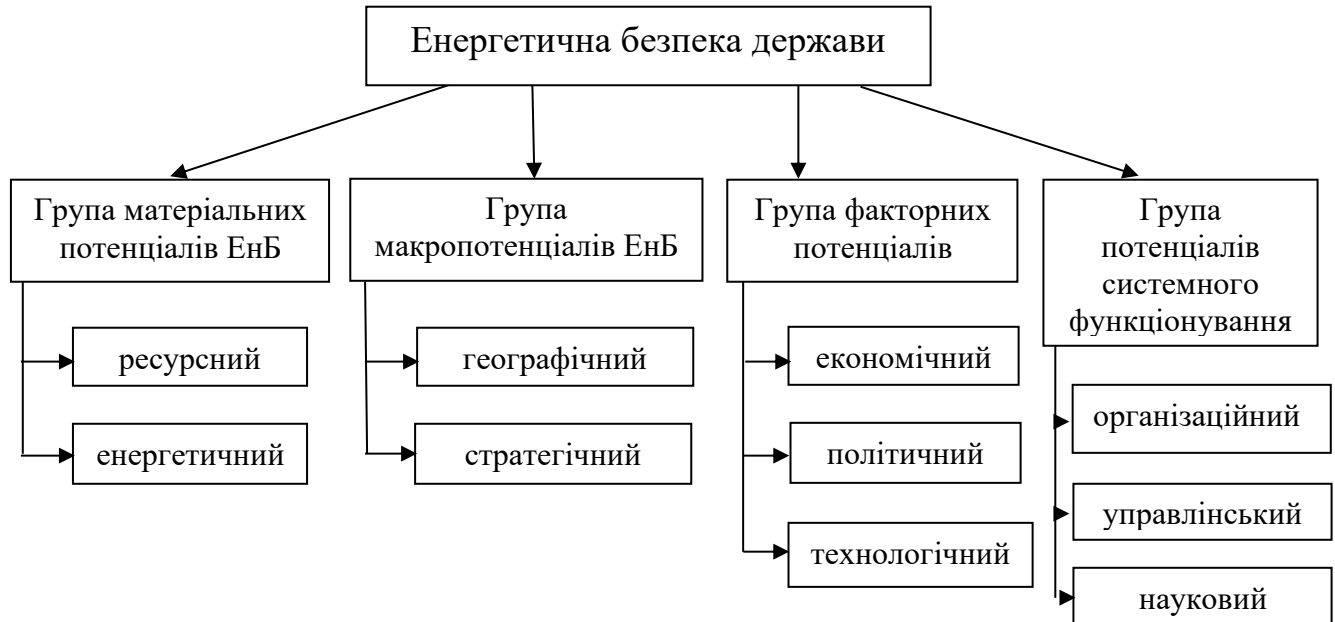 Енергетична безпека держави
Група матеріальних
потенціалів ЕнБ
ресурсний
енергетичний
Група
макропотенціалів ЕнБ
географічний
стратегічний
Група факторних
потенціалів
економічний
політичний
технологічний
Група
потенціалів
системного
функціонування
організаційний
управлінський
науковий